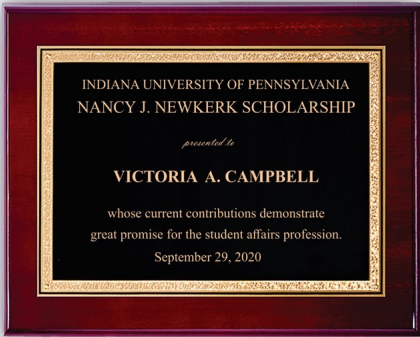 INDIANA UNIVERSITY OF PENNSYLVANIA
NANCY J. NEWKERK SCHOLARSHIP
presented to
VICTORIA A. CAMPBELL
whose current contributions demonstrate
great promise for the student affairs profession.
September 29, 2020